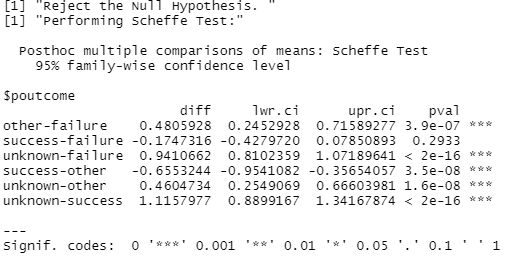 [1] "Reject the Null Hypothesis. "
[1] "Performing Scheffe Test:"
Posthoc multiple comparisons of means: Scheffe Test
95% family-wise confidence level
$poutcome
diff lwr.ci upr.ci pval
other-failure 0.4805928 0.2452928 0.71589277 3.9e-07 ***
success-failure -0.1747316 -0.4279720 0.07850893 0.2933
unknown-failure 0.9410662 0.8102359 1.07189641 < 2e-16 ***
success-other -0.6553244 -0.9541082 -0.35654057 3.5e-08 ***
unknown-other 0.4604734 0.2549069 0.66603981 1.6e-08 ***
unknown-success 1.1157977 0.8899167 1.34167874 < 2e-16 ***
---
Signif. codes: 0 '***' 0.001 '**' 0.01 '*' 0.05 '.' 0.1 ' ' 1